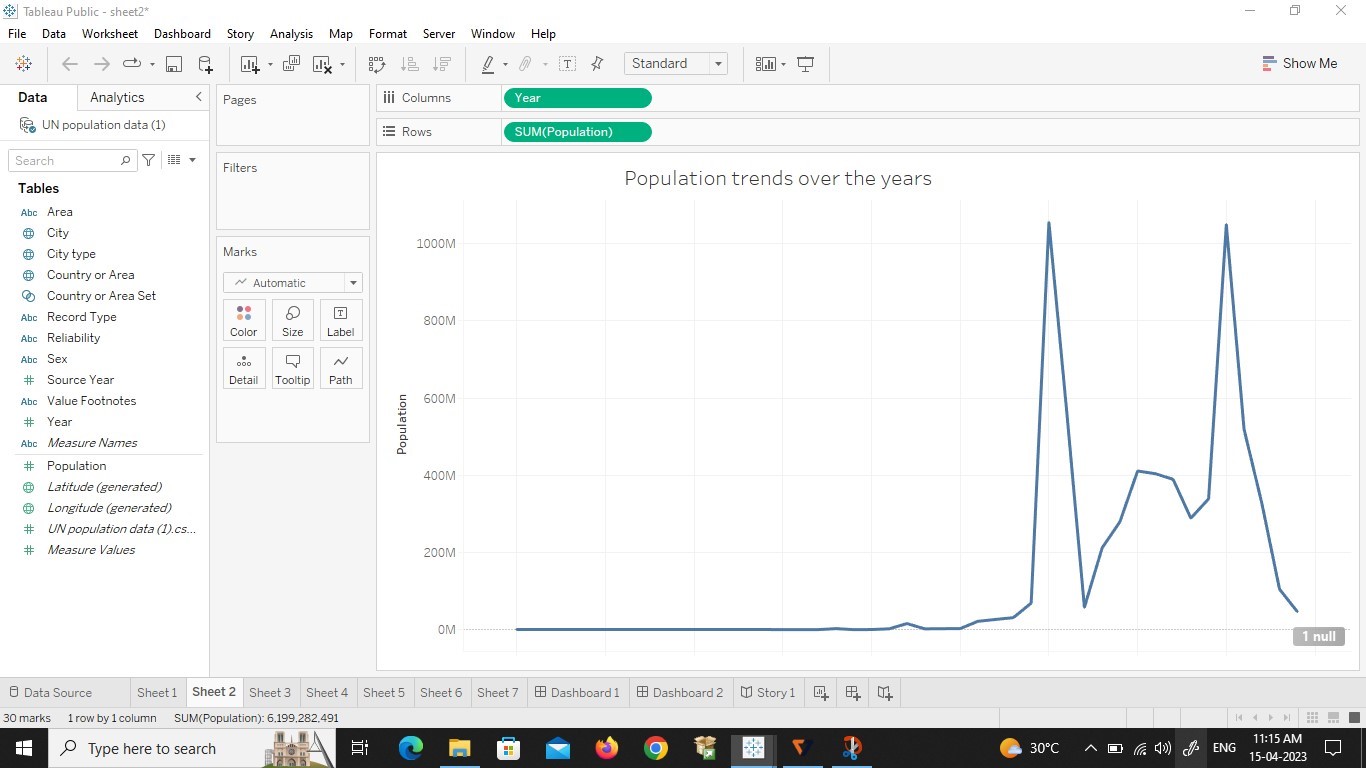 Tableau Public - sheet2*
File Data Worksheet Dashboard Story Analysis Map Format Server Window Help
Standard
Show Me
Data Analytics
UN population data (1)
Search
Tables
Abc Area
City
City type
Country or Area
Country or Area Set
Abc Record Type
Abc Reliability
Abc Sex
# Source Year
Abc Value Footnotes
# Year
Abc Measure Names
# Population
Latitude (generated)
Longitude (generated)
# UN population data (1).cs...
# Measure Values
Pages
Filters
Marks
Automatic
Color Size Label
Detail Tooltip Path
Columns Year
Rows SUM(Population)
Population trends over the years
Population
1000M
800M
600M
400M
200M
0M
1 null
Data Source Sheet 1 Sheet 2 Sheet 3 Sheet 4 Sheet 5 Sheet 6 Sheet 7 Dashboard 1 Dashboard 2 Story 1
30 marks 1 row by 1 column SUM(Population): 6,199,282,491
Type here to search
30°C
ENG
11:15 AM
15-04-2023